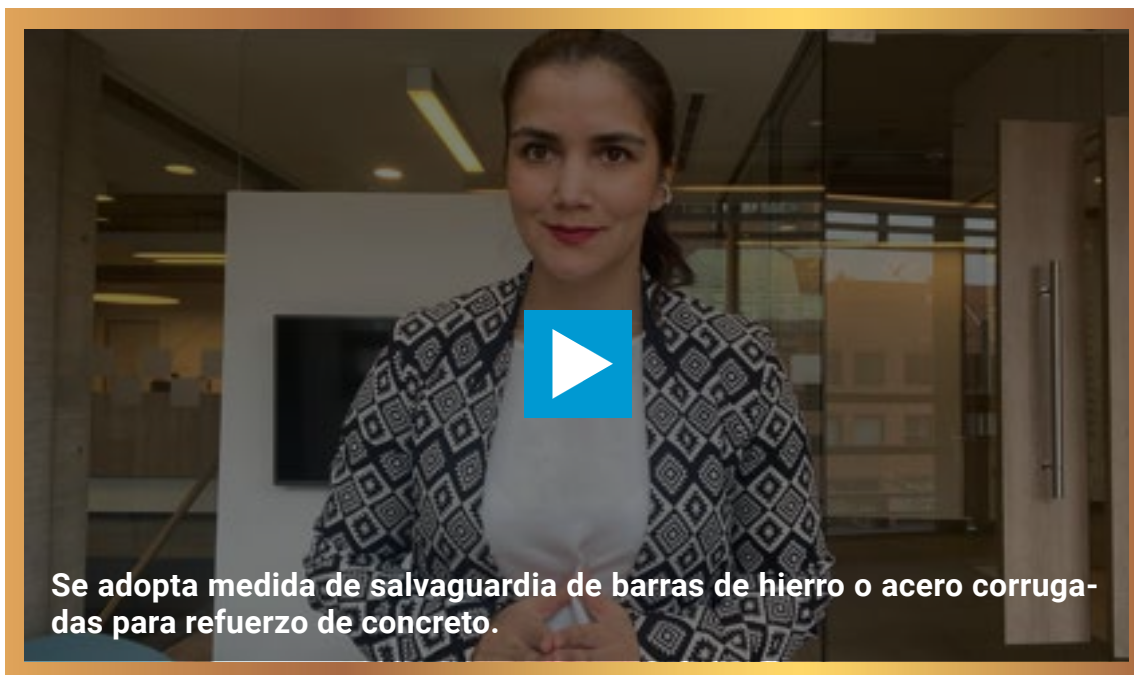 Se adopta medida de salvaguardia de barras de hierro o acero corruga-
das para refuerzo de concreto.